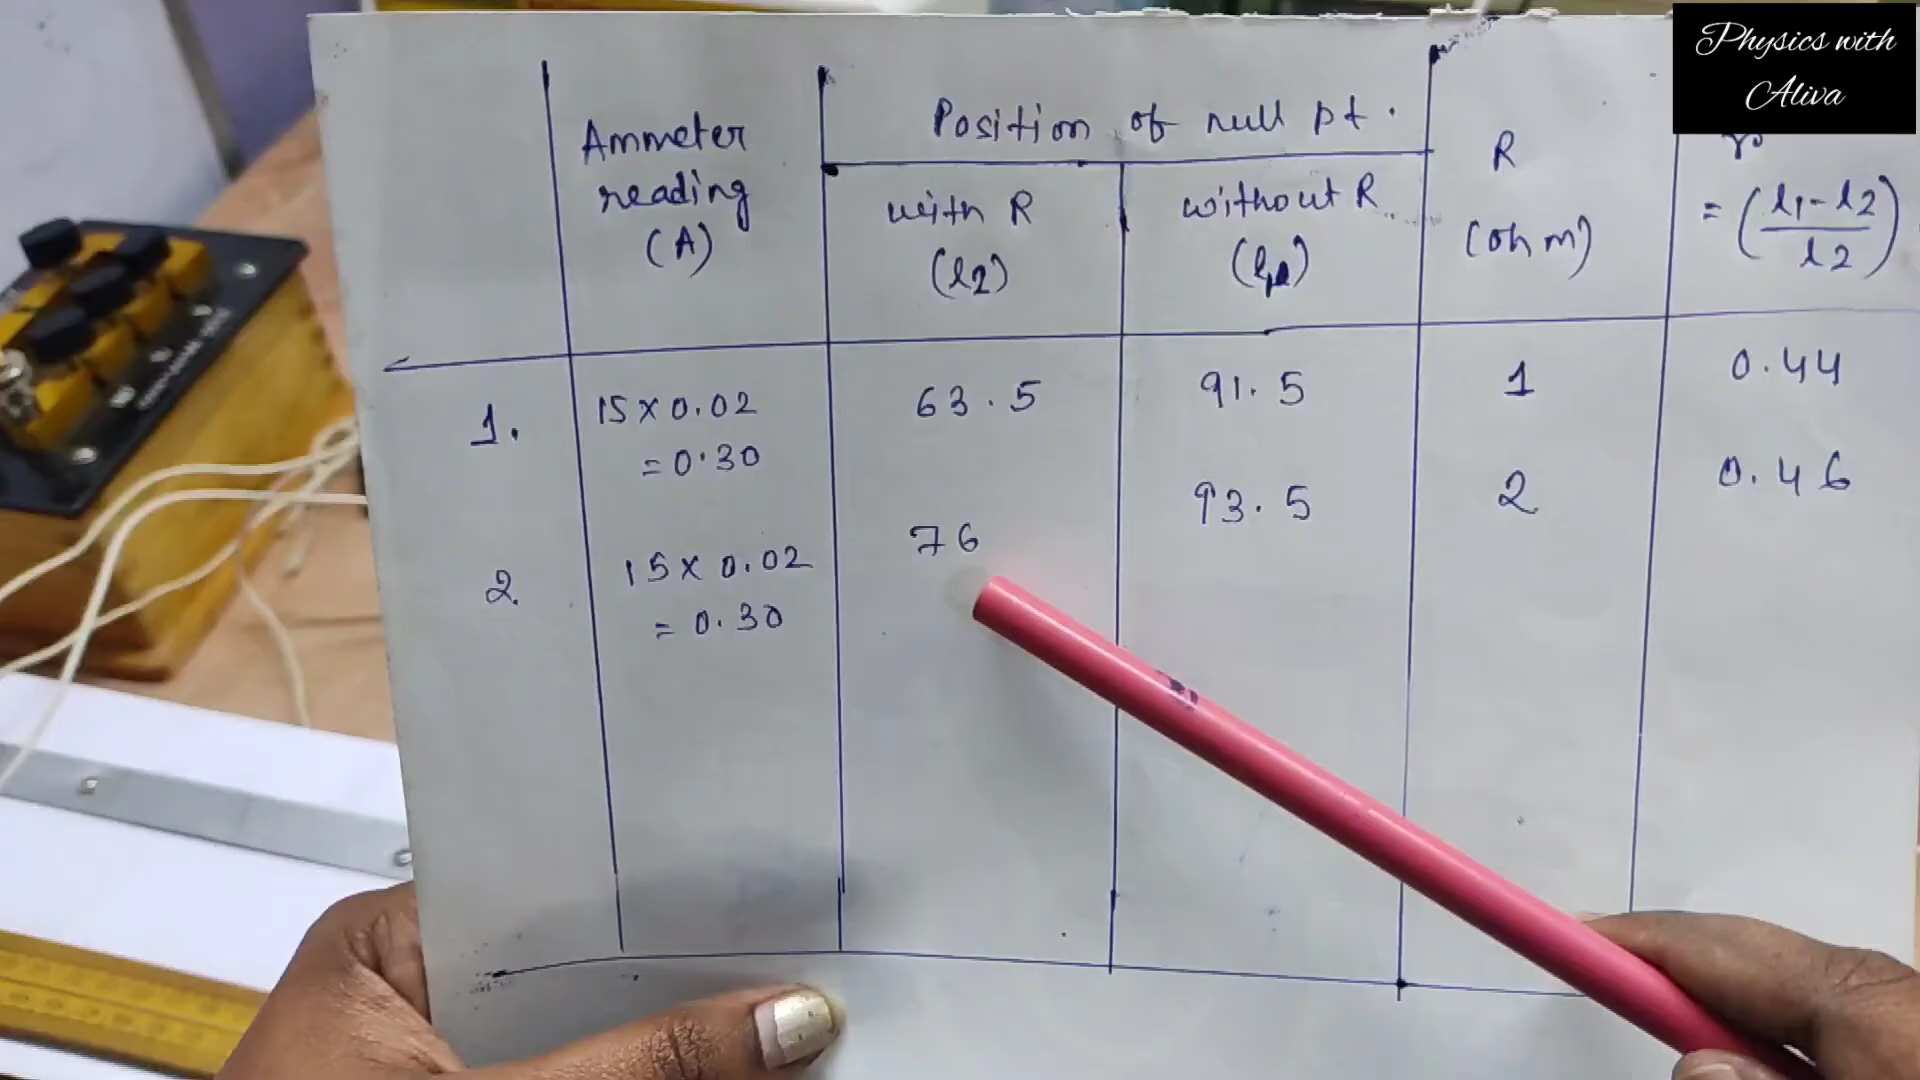 Physics with
Aliva
Ammeter
reading
(A)
Position of null pt.
with R
(l2)
without R
R
(ohm)
r
= (l1-l2/l2)
1.
15 x 0.02
= 0.30
63.5
91.5
1
0.44
2.
15 x 0.02
= 0.30
76
93.5
2
0.46